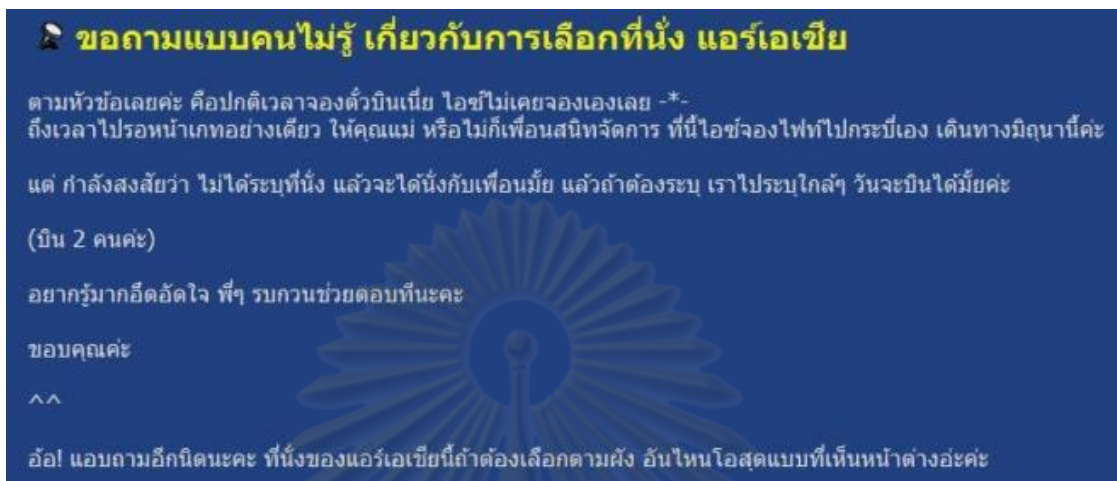 ขอถามแบบคนไม่รู้ เกี่ยวกับการเลือกที่นั่ง แอร์เอเชีย
ตามหัวข้อเลยค่ะ คือปกติเวลาจองตั๋วบินเนี่ย ไอซ์ไม่เคยจองเองเลย -*-
ถึงเวลาไปรอหน้าเกทอย่างเดียว ให้คุณแม่ หรือไม่ก็เพื่อนสนิทจัดการ ที่นี้ไอซ์จองไฟท์ไปกระบี่เอง เดินทางมิถุนานี้ค่ะ
แต่ กำลังสงสัยว่า ไม่ได้ระบุที่นั่ง แล้วจะได้นั่งกับเพื่อนมั้ย แล้วถ้าต้องระบุ เราไประบุใกล้ๆ วันจะบินได้มั้ยค่ะ
(บิน 2 คนค่ะ)
อยากรู้มากอึดอัดใจ พี่ๆ รบกวนช่วยตอบทีนะคะ
ขอบคุณค่ะ
^^
อ้อ! แอบถามอีกนิดนะคะ ที่นั่งของแอร์เอเชียนี้ถ้าต้องเลือกตามผัง อันไหนโอสุดแบบที่เห็นหน้าต่างอ่ะค่ะ